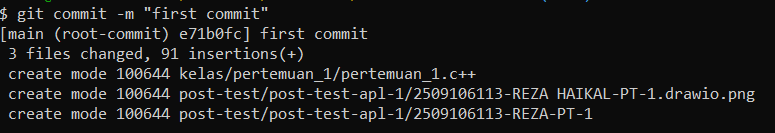 $ git commit -m "first commit"
[main (root-commit) e71b0fc] first commit
 3 files changed, 91 insertions(+)
 create mode 100644 kelas/pertemuan_1/pertemuan_1.c++
 create mode 100644 post-test/post-test-apl-1/2509106113-REZA HAIKAL-PT-1.drawio.png
 create mode 100644 post-test/post-test-apl-1/2509106113-REZA-PT-1